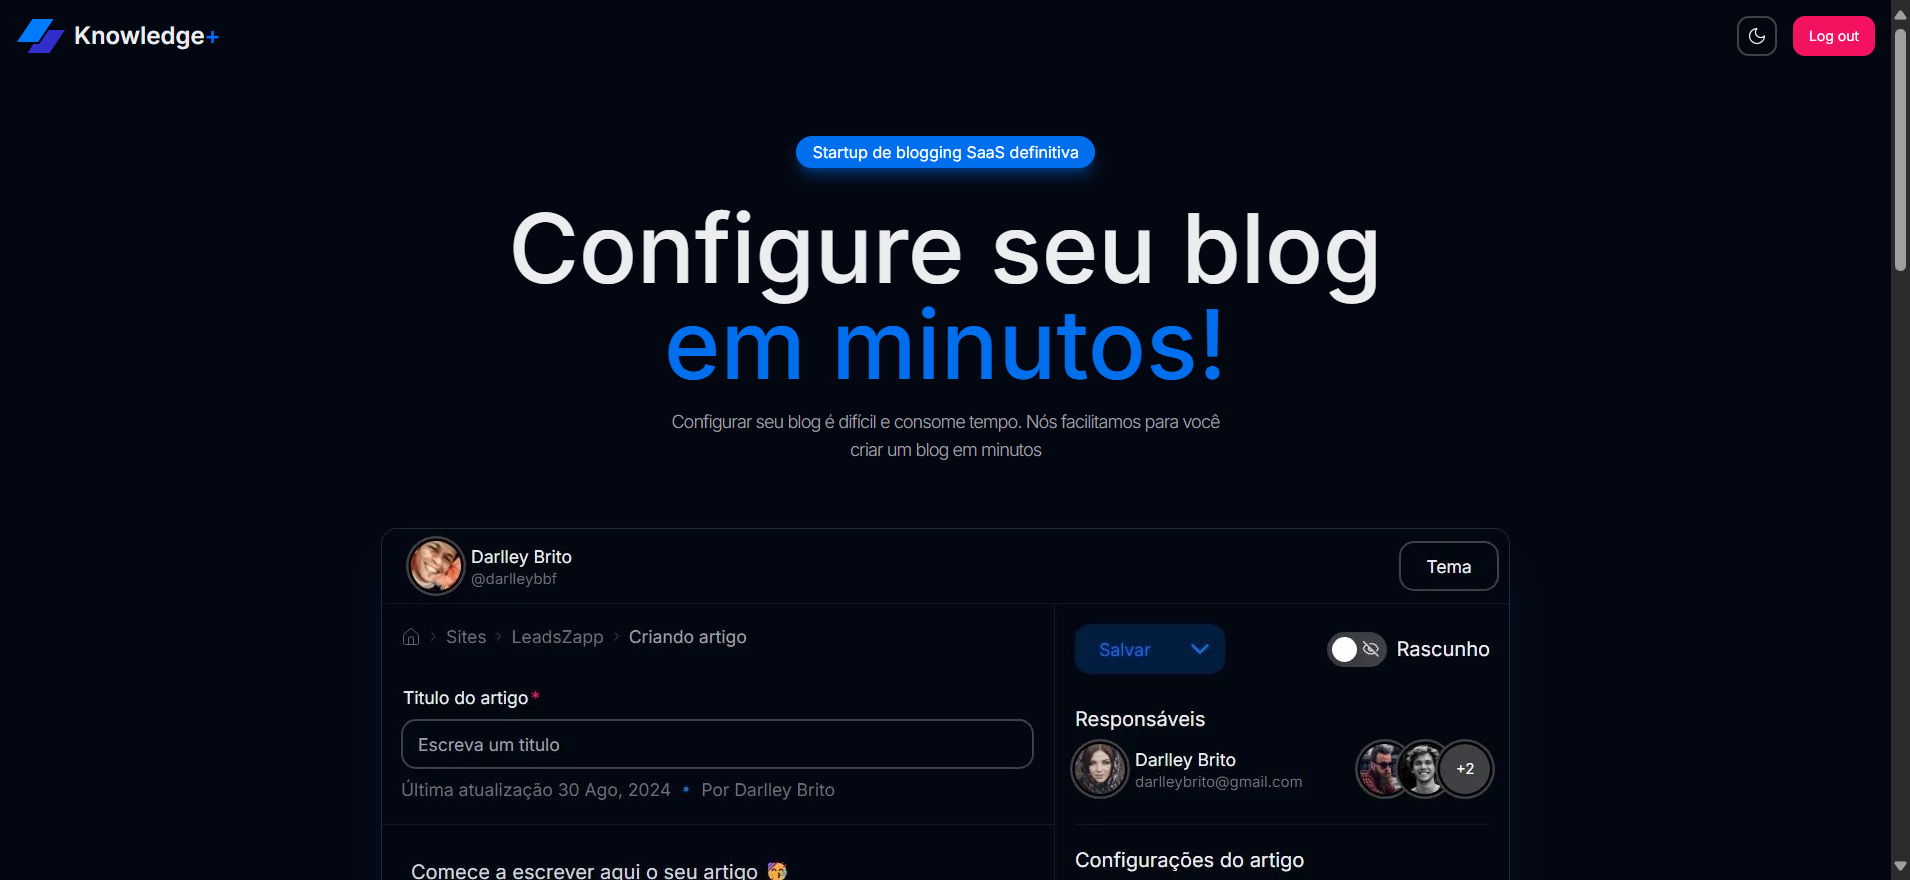 Knowledge+
Log out
Startup de blogging SaaS definitiva
Configure seu blog
em minutos!
Configurar seu blog é difícil e consome tempo. Nós facilitamos para você
criar um blog em minutos
Darlley Brito
@darlleybbf
Tema
Sites > LeadsZapp > Criando artigo
Titulo do artigo*
Escreva um titulo
Última atualização 30 Ago, 2024 • Por Darlley Brito
Comece a escrever aqui o seu artigo 🥳
Salvar
Rascunho
Responsáveis
Darlley Brito
darlleybrito@gmail.com
+2
Configurações do artigo